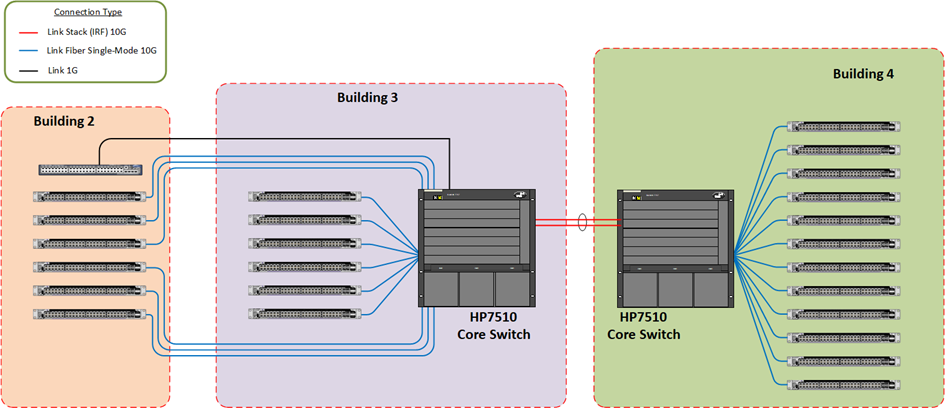 Connection Type
Link Stack (IRF) 10G
Link Fiber Single-Mode 10G
Link 1G
Building 2
Building 3
Building 4
HP7510
Core Switch
HP7510
Core Switch